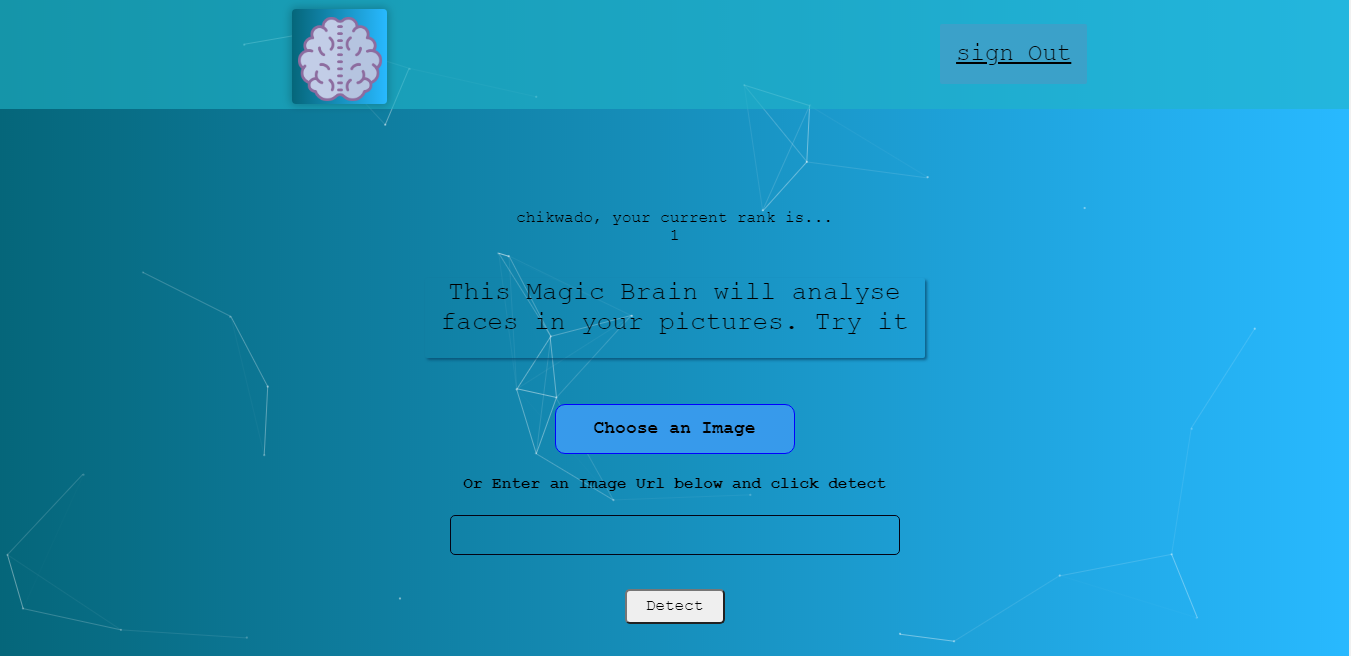 sign Out
chikwado, your current rank is...
1
This Magic Brain will analyse
faces in your pictures. Try it
Choose an Image
Or Enter an Image Url below and click detect
Detect